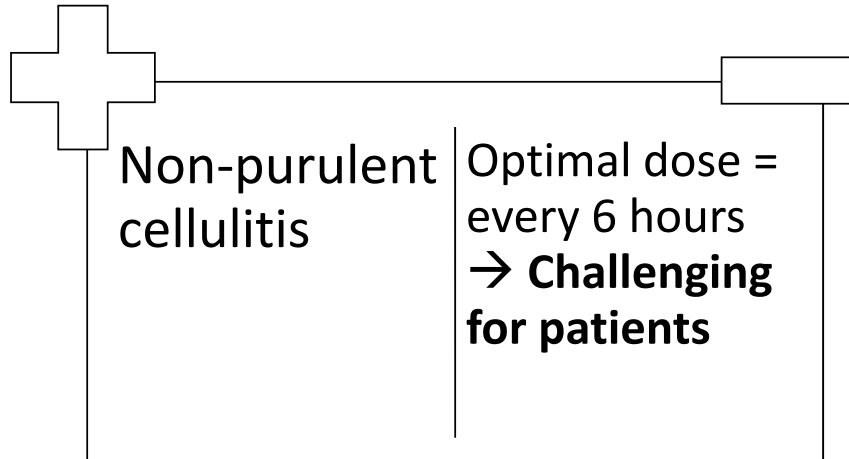 Non-purulent
cellulitis
Optimal dose =
every 6 hours
→ Challenging
for patients